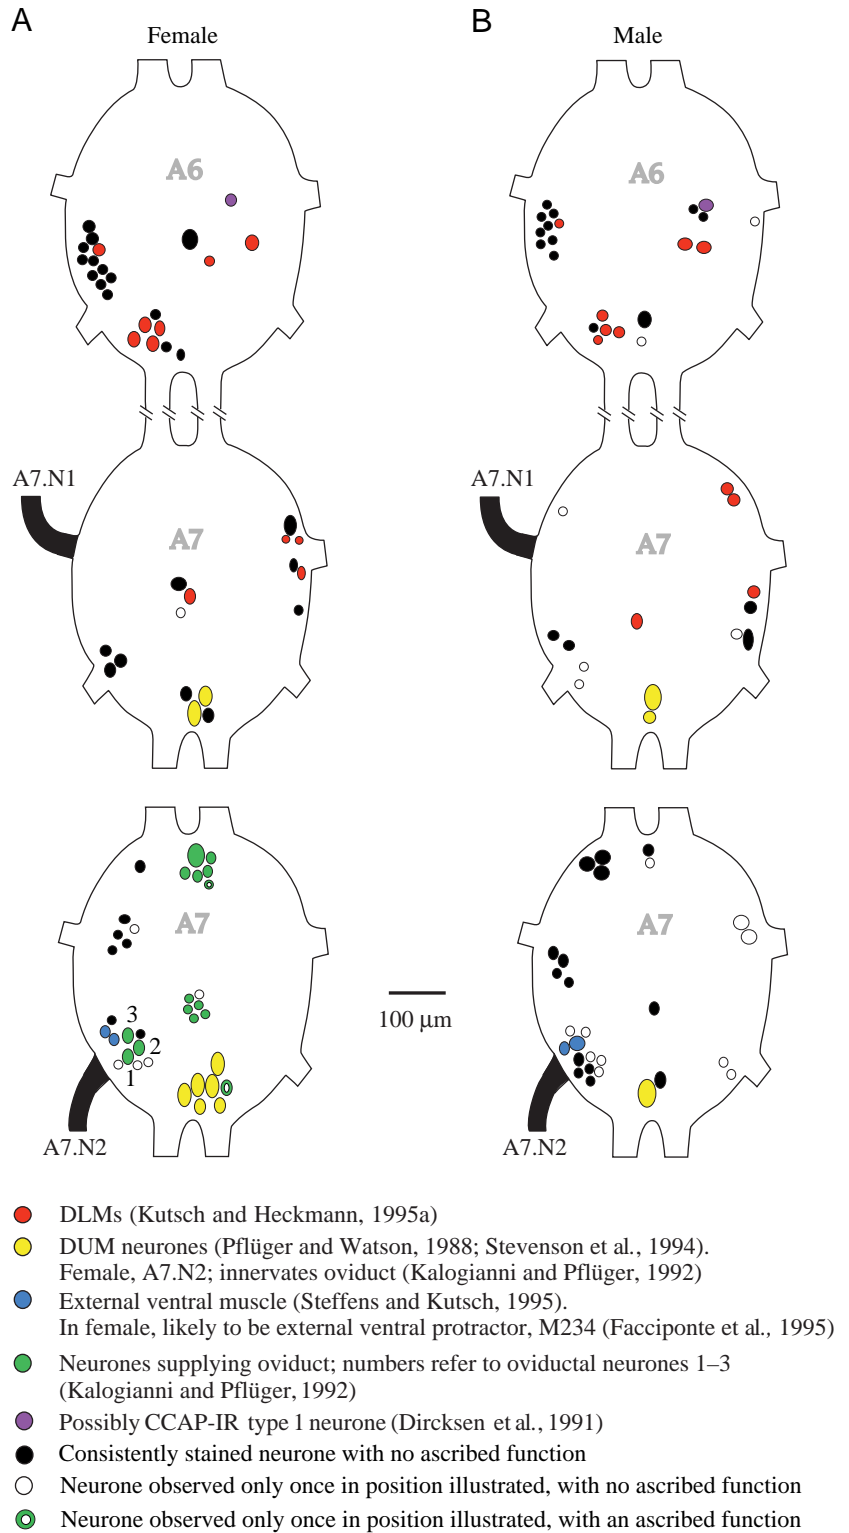 A
B
Female
Male
A6
A6
A7.N1
A7.N1
A7
A7
A7
A7
3
2
1
100 μm
A7.N2
A7.N2
DLMs (Kutsch and Heckmann, 1995a)
DUM neurones (Pflüger and Watson, 1988; Stevenson et al., 1994).
Female, A7.N2; innervates oviduct (Kalogianni and Pflüger, 1992)
External ventral muscle (Steffens and Kutsch, 1995).
In female, likely to be external ventral protractor, M234 (Facciponte et al., 1995)
Neurones supplying oviduct; numbers refer to oviductal neurones 1–3
(Kalogianni and Pflüger, 1992)
Possibly CCAP-IR type 1 neurone (Dircksen et al., 1991)
Consistently stained neurone with no ascribed function
Neurone observed only once in position illustrated, with no ascribed function
Neurone observed only once in position illustrated, with an ascribed function